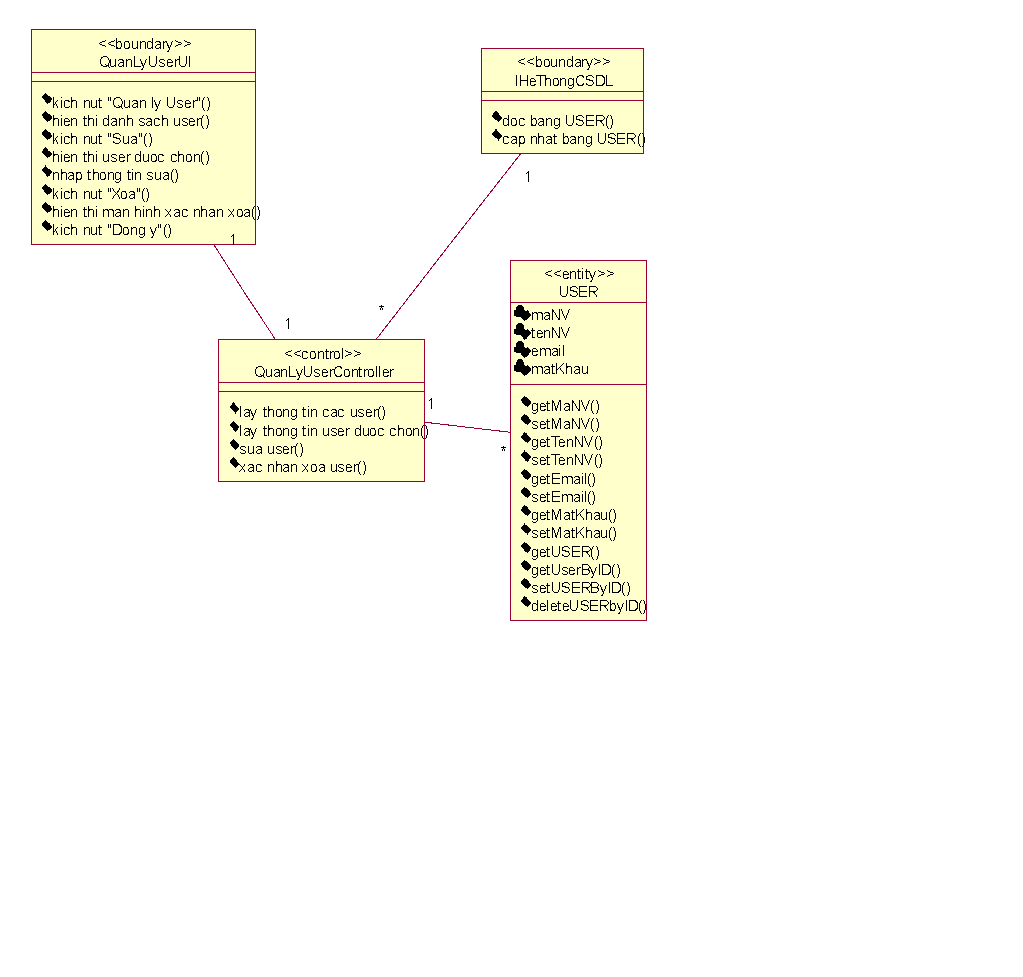 <<boundary>>
QuanLyUserUI
kich nut "Quan ly User"()
hien thi danh sach user()
kich nut "Sua"()
hien thi user duoc chon()
nhap thong tin sua()
kich nut "Xoa"()
hien thi man hinh xac nhan xoa()
kich nut "Dong y"()
1
1
<<boundary>>
IHeThongCSDL
doc bang USER()
cap nhat bang USER()
1
*
<<control>>
QuanLyUserController
lay thong tin cac user()
lay thong tin user duoc chon()
sua user()
xac nhan xoa user()
1
*
<<entity>>
USER
maNV
tenNV
email
matKhau
getMaNV()
setMaNV()
getTenNV()
setTenNV()
getEmail()
setEmail()
getMatKhau()
setMatKhau()
getUSER()
getUserByID()
setUSERByID()
deleteUSERbyID()